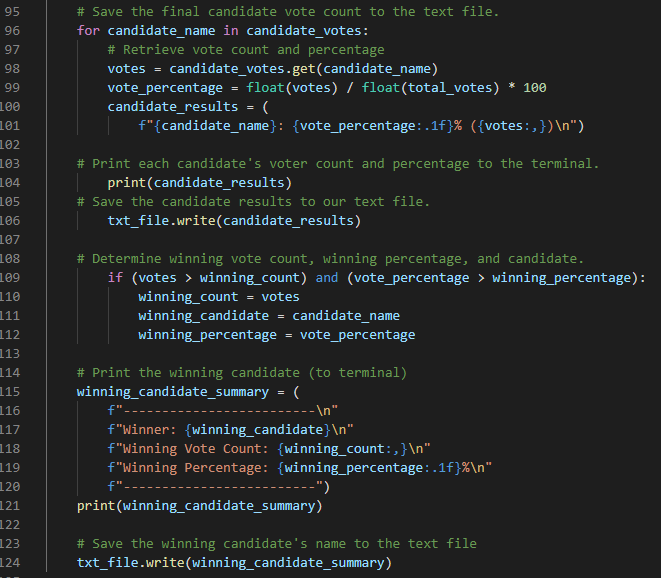 95 # Save the final candidate vote count to the text file.
96 for candidate_name in candidate_votes:
97 # Retrieve vote count and percentage
98 votes = candidate_votes.get(candidate_name)
99 vote_percentage = float(votes) / float(total_votes) * 100
100 candidate_results = (
101 f"{candidate_name}: {vote_percentage:.1f}% ({votes:,})\n")
102
103 # Print each candidate's voter count and percentage to the terminal.
104 print(candidate_results)
105 # Save the candidate results to our text file.
106 txt_file.write(candidate_results)
107
108 # Determine winning vote count, winning percentage, and candidate.
109 if (votes > winning_count) and (vote_percentage > winning_percentage):
110 winning_count = votes
111 winning_candidate = candidate_name
112 winning_percentage = vote_percentage
113
114 # Print the winning candidate (to terminal)
115 winning_candidate_summary = (
116 f"-------------------------\n"
117 f"Winner: {winning_candidate}\n"
118 f"Winning Vote Count: {winning_count:,}\n"
119 f"Winning Percentage: {winning_percentage:.1f}%\n"
120 f"-------------------------")
121 print(winning_candidate_summary)
122
123 # Save the winning candidate's name to the text file
124 txt_file.write(winning_candidate_summary)